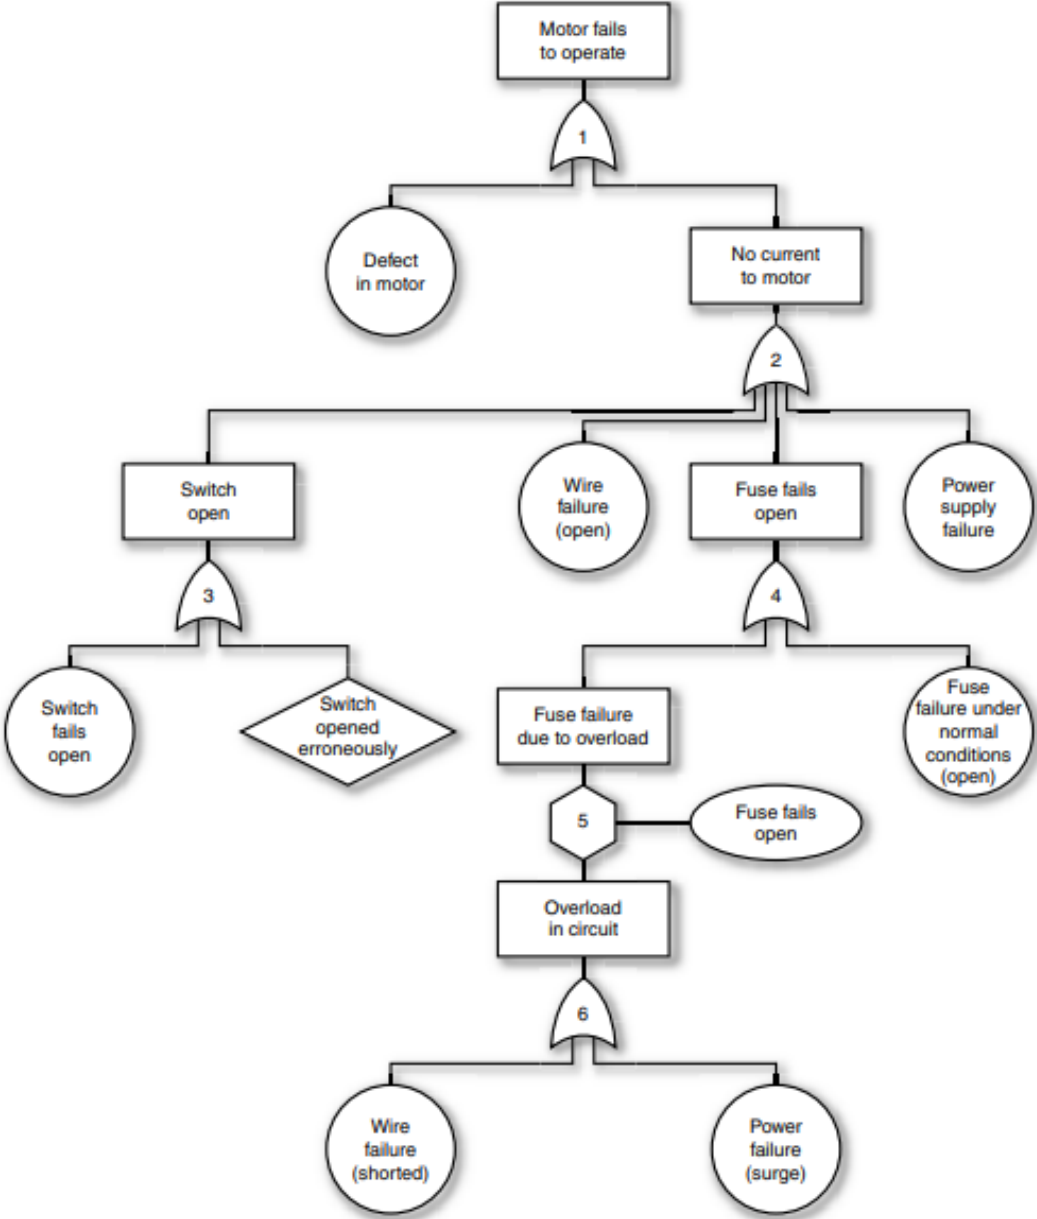 Motor fails
to operate
1
Defect
in motor
No current
to motor
2
Switch
open
Wire
failure
(open)
Fuse fails
open
Power
supply
failure
3
4
Switch
fails
open
Switch
opened
erroneously
Fuse failure
due to overload
Fuse
failure under
normal
conditions
(open)
5
Fuse fails
open
Overload
in circuit
6
Wire
failure
(shorted)
Power
failure
(surge)